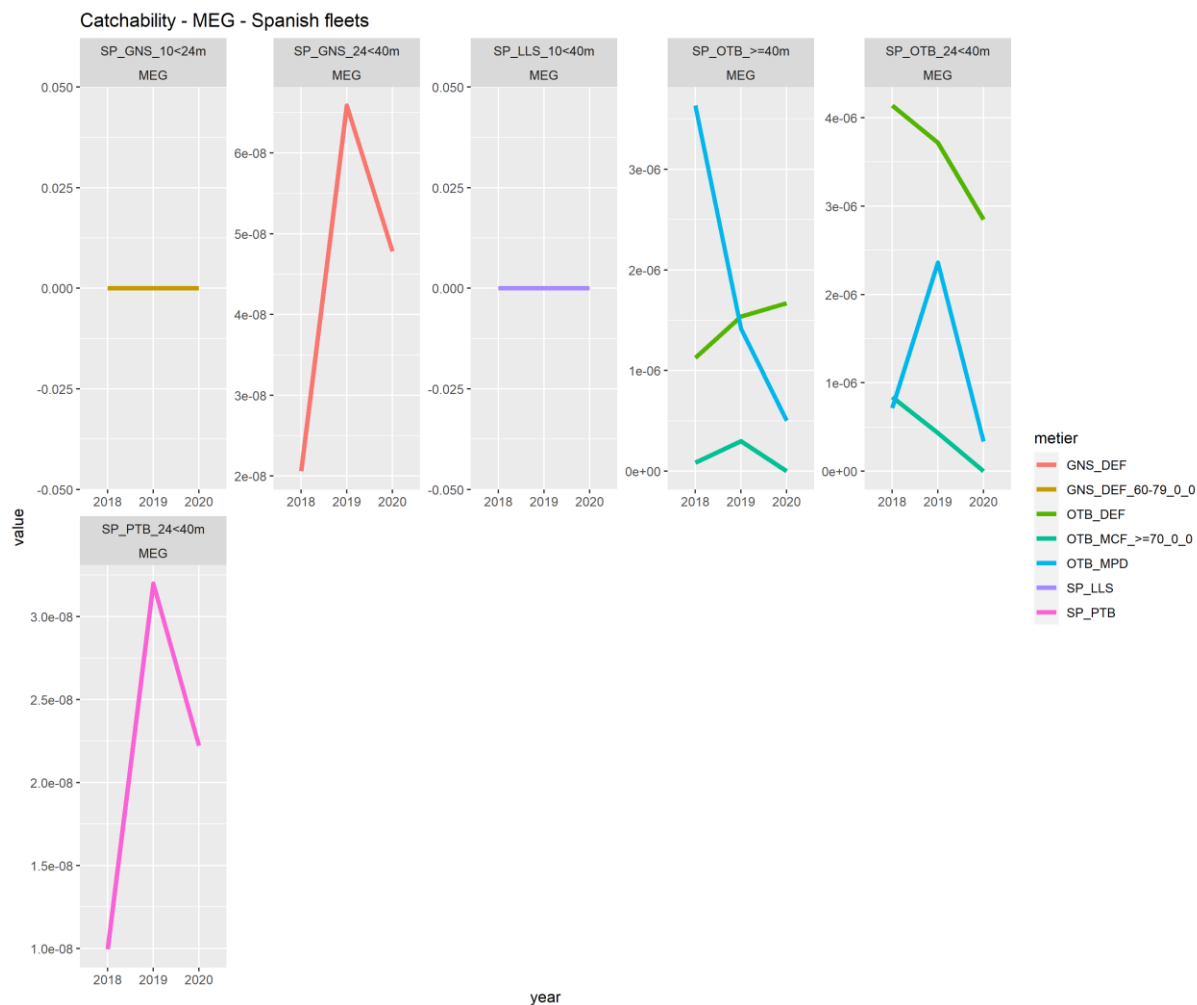 Catchability - MEG - Spanish fleets
SP_GNS_10<24m
MEG
0.050
0.025
0.000
-0.025
-0.050
2018 2019 2020
SP_GNS_24<40m
MEG
6e-08
5e-08
4e-08
3e-08
2e-08
SP_LLS_10<40m
MEG
0.050
0.025
0.000
-0.025
-0.050
2018 2019 2020
SP_OTB_>=40m
MEG
3e-06
2e-06
1e-06
0e+00
2018 2019 2020
SP_OTB_24<40m
MEG
4e-06
3e-06
2e-06
1e-06
0e+00
2018 2019 2020
SP_PTB_24<40m
MEG
3.0e-08
2.5e-08
2.0e-08
1.5e-08
1.0e-08
2018 2019 2020
value
year
metier
GNS_DEF
GNS_DEF_60-79_0_0
OTB_DEF
OTB_MCF_>=70_0_0
OTB_MPD
SP_LLS
SP_PTB